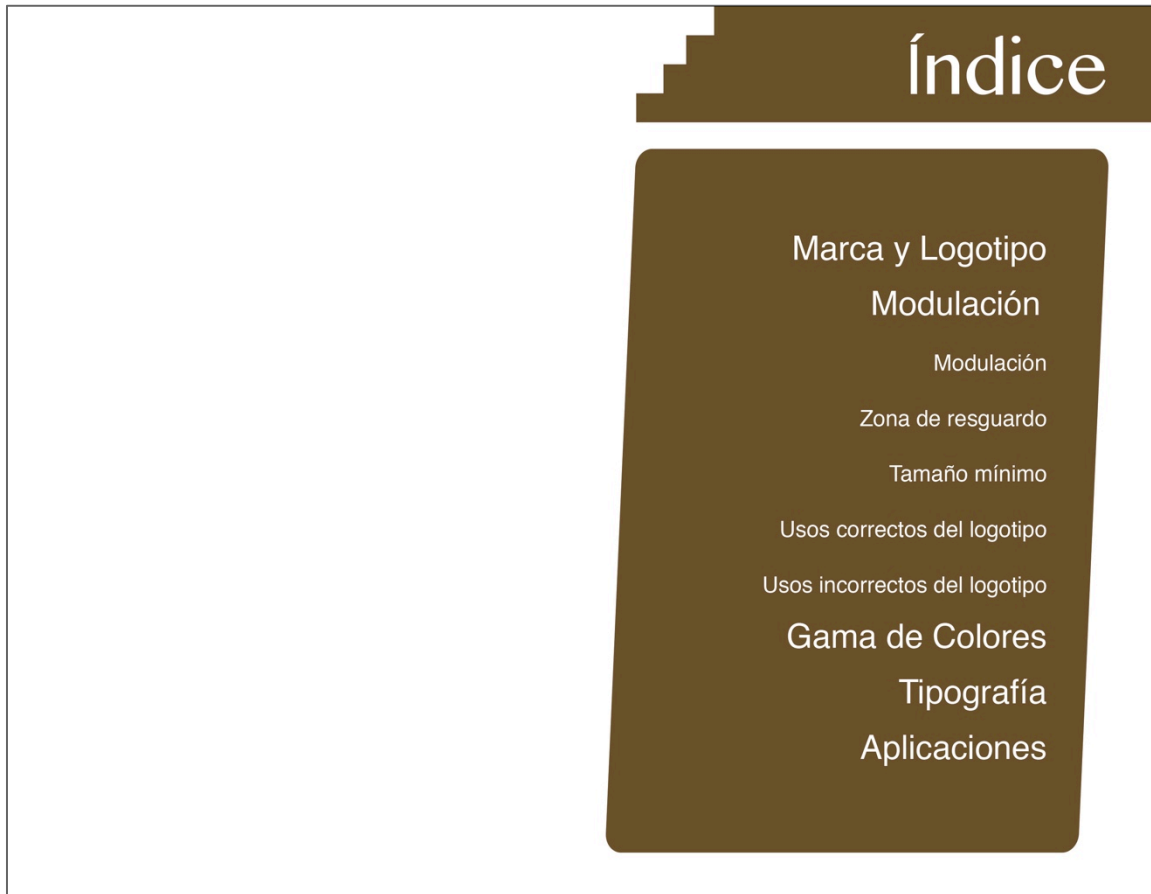 Índice
Marca y Logotipo
Modulación
Modulación
Zona de resguardo
Tamaño mínimo
Usos correctos del logotipo
Usos incorrectos del logotipo
Gama de Colores
Tipografía
Aplicaciones